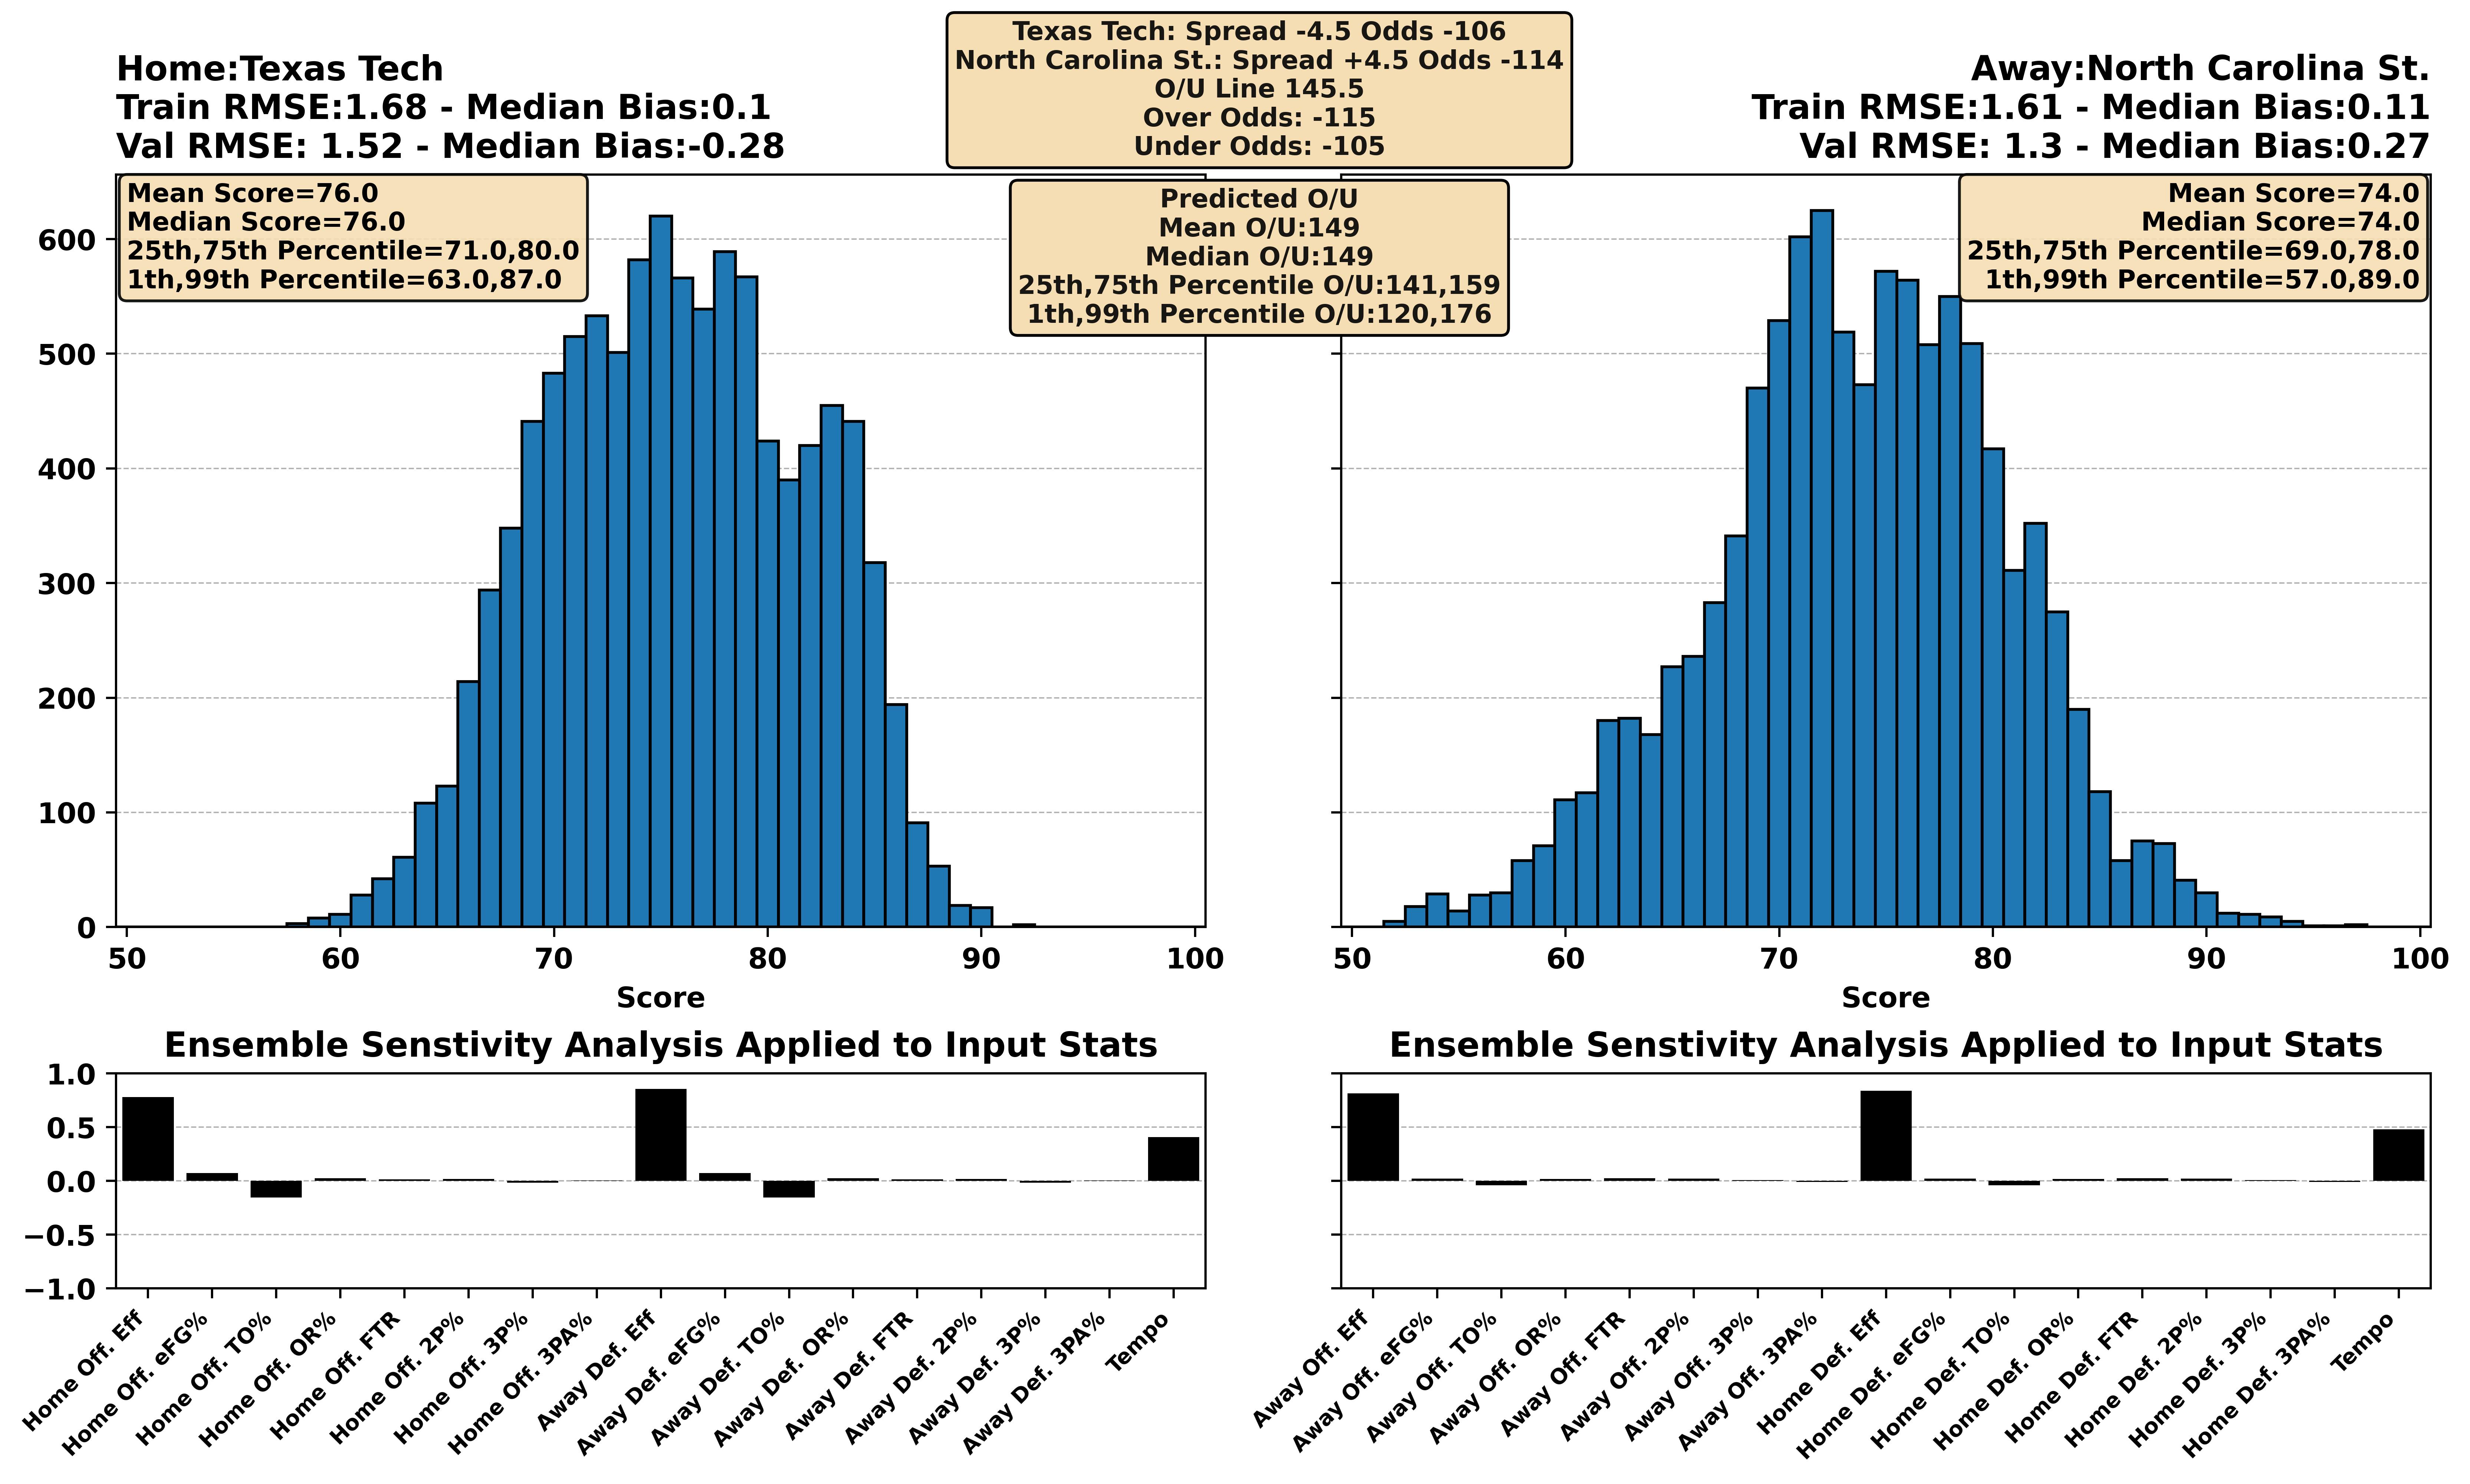 Texas Tech: Spread -4.5 Odds -106
North Carolina St.: Spread +4.5 Odds -114
O/U Line 145.5
Over Odds: -115
Under Odds: -105
Home:Texas Tech
Train RMSE:1.68 - Median Bias:0.1
Val RMSE: 1.52 - Median Bias:-0.28
Away:North Carolina St.
Train RMSE:1.61 - Median Bias:0.11
Val RMSE: 1.3 - Median Bias:0.27
Mean Score=76.0
Median Score=76.0
25th,75th Percentile=71.0,80.0
1th,99th Percentile=63.0,87.0
Predicted O/U
Mean O/U:149
Median O/U:149
25th,75th Percentile O/U:141,159
1th,99th Percentile O/U:120,176
Mean Score=74.0
Median Score=74.0
25th,75th Percentile=69.0,78.0
1th,99th Percentile=57.0,89.0
600
500
400
300
200
100
0
50 60 70 80 90 100
Score
50 60 70 80 90 100
Score
Ensemble Senstivity Analysis Applied to Input Stats
1.0
0.5
0.0
−0.5
−1.0
Home Off. Eff
Home Off. eFG%
Home Off. TO%
Home Off. OR%
Home Off. FTR
Home Off. 2P%
Home Off. 3P%
Home Off. 3PA%
Away Def. Eff
Away Def. eFG%
Away Def. TO%
Away Def. OR%
Away Def. FTR
Away Def. 2P%
Away Def. 3P%
Away Def. 3PA%
Tempo
Ensemble Senstivity Analysis Applied to Input Stats
Away Off. Eff
Away Off. eFG%
Away Off. TO%
Away Off. OR%
Away Off. FTR
Away Off. 2P%
Away Off. 3P%
Away Off. 3PA%
Home Def. Eff
Home Def. eFG%
Home Def. TO%
Home Def. OR%
Home Def. FTR
Home Def. 2P%
Home Def. 3P%
Home Def. 3PA%
Tempo